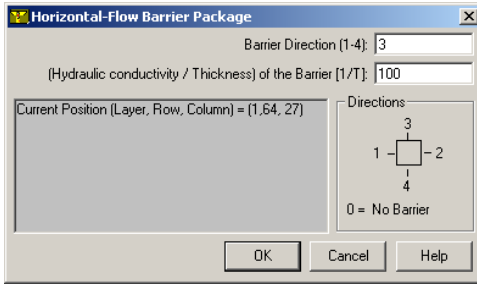 Horizontal-Flow Barrier Package
Barrier Direction (1-4): 3
(Hydraulic conductivity / Thickness) of the Barrier [1/T]: 100
Current Position (Layer, Row, Column) = (1,64, 27)
Directions
3
1 2
4
0 = No Barrier
OK Cancel Help